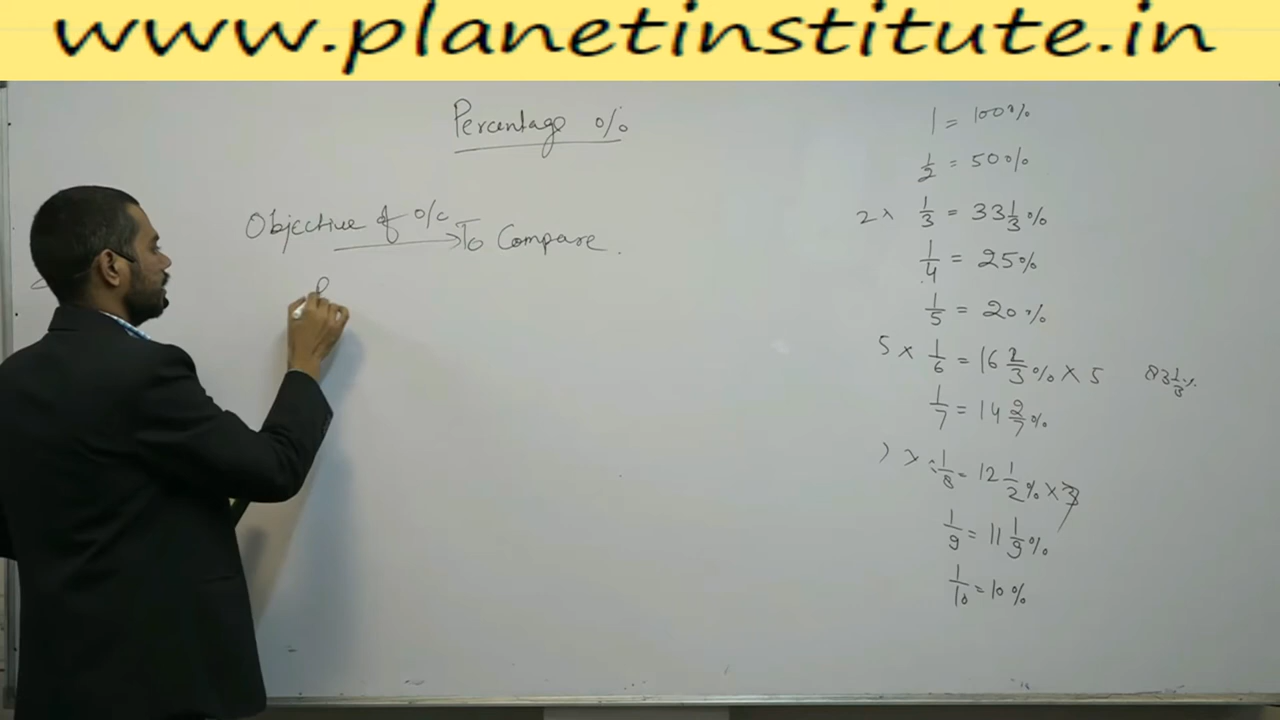 www.planetinstitute.in
Percentage %
Objective of % → To Compare.
1 = 100%
1/2 = 50%
2 × 1/3 = 33 1/3 %
1/4 = 25%
1/5 = 20%
5 × 1/6 = 16 2/3 % × 5 83 1/3 %
1/7 = 14 2/7 %
× 1/8 = 12 1/2 % ×
1/9 = 11 1/9 %
1/10 = 10%